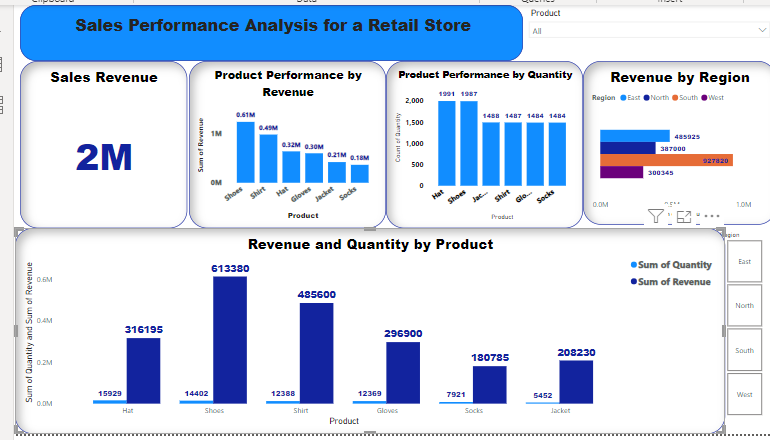 Clipboard
Data
Queries
Insert
Sales Performance Analysis for a Retail Store
Product
All
Sales Revenue
2M
Product Performance by
Revenue
Sum of Revenue
1M
0M
0.61M
0.49M
0.32M
0.30M
0.21M
0.18M
Shoes
Shirt
Hat
Gloves
Jacket
Socks
Product
Product Performance by Quantity
Count of Quantity
2,000
1,500
1,000
500
0
1991
1987
1488
1487
1484
1484
Hat
Shoes
Jac...
Shirt
Glo...
Socks
Product
Revenue by Region
Region East North South West
485925
387000
927820
300345
0.0M
1.0M
Revenue and Quantity by Product
Sum of Quantity and Sum of Revenue
0.6M
0.4M
0.2M
0.0M
Sum of Quantity
Sum of Revenue
15929
316195
14402
613380
12388
485600
12369
296900
7921
180785
5452
208230
Hat
Shoes
Shirt
Gloves
Socks
Jacket
Product
East
North
South
West